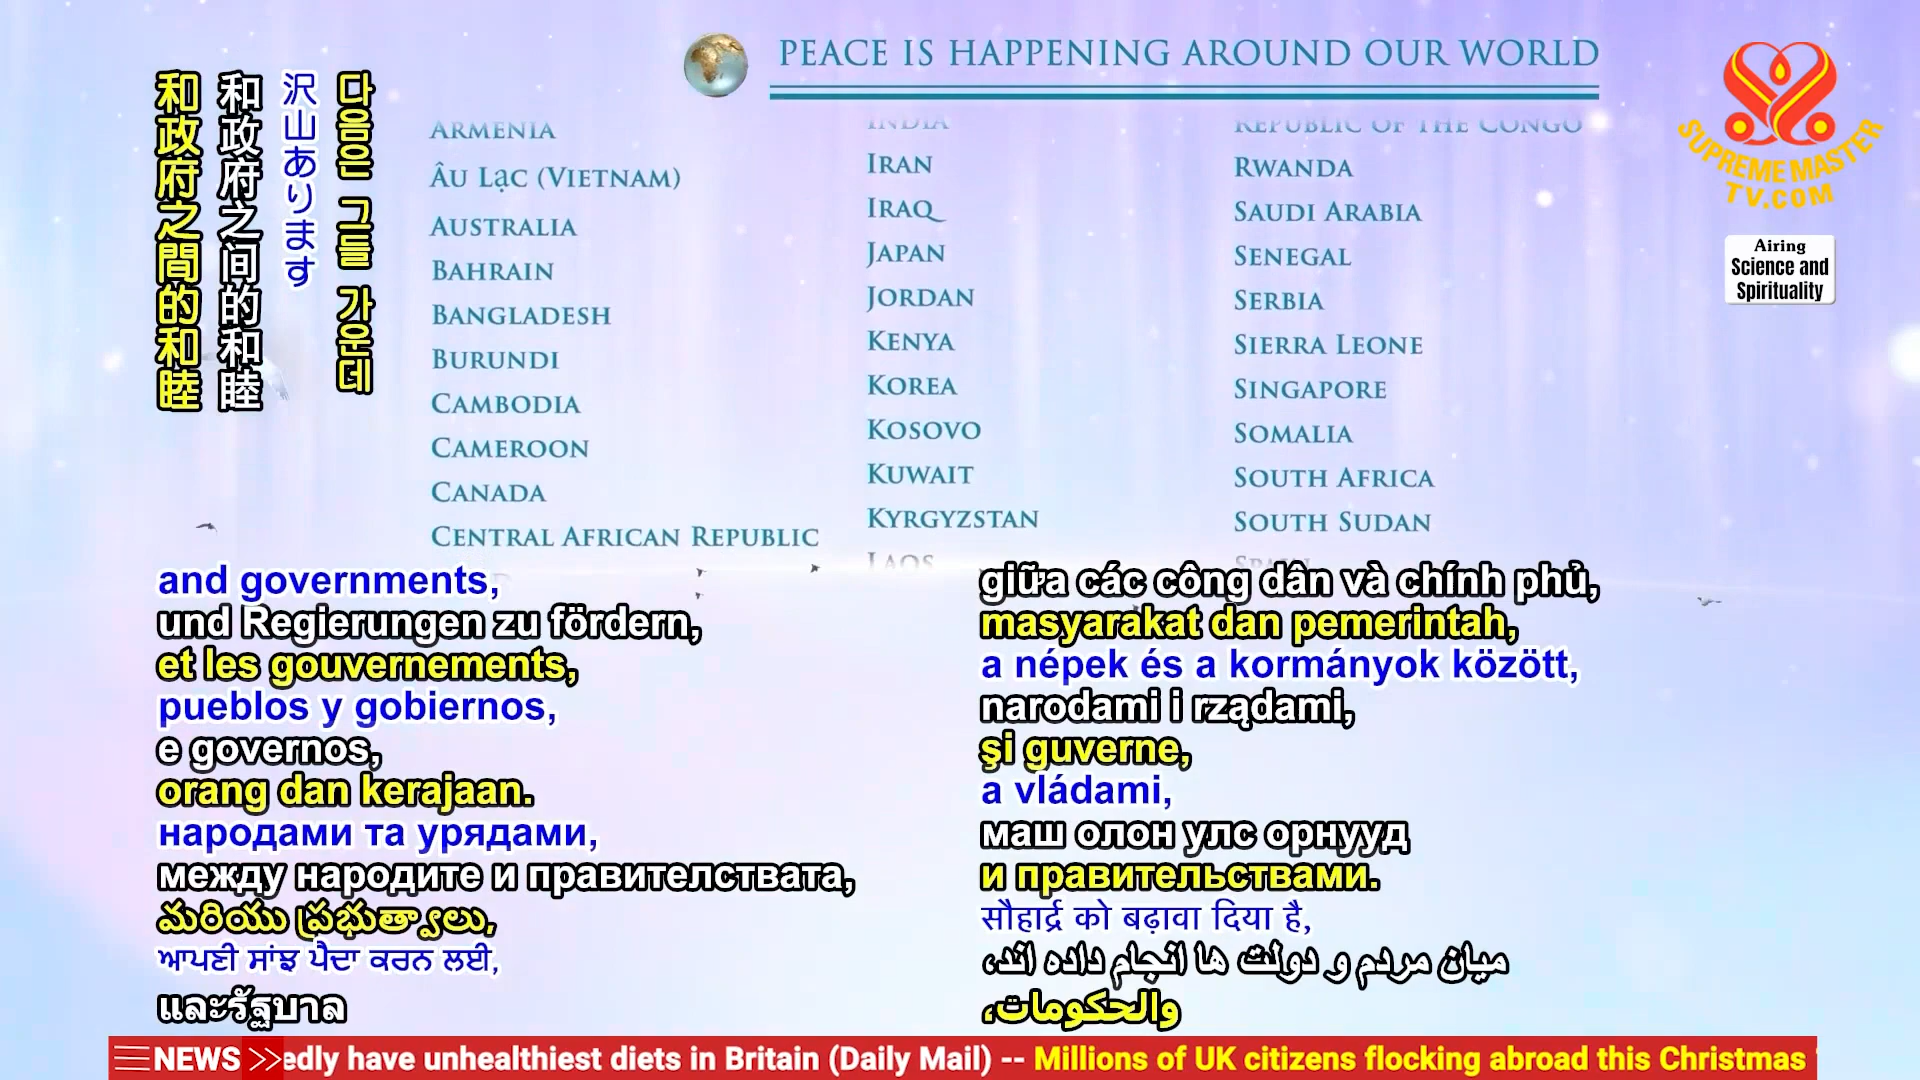 PEACE IS HAPPENING AROUND OUR WORLD
和政府之間的和睦
和政府之间的和睦
沢山あります
다음은 그들 가운데
ARMENIA
ÂU LẠC (VIETNAM)
AUSTRALIA
BAHRAIN
BANGLADESH
BURUNDI
CAMBODIA
CAMEROON
CANADA
CENTRAL AFRICAN REPUBLIC
INDIA
IRAN
IRAQ
JAPAN
JORDAN
KENYA
KOREA
KOSOVO
KUWAIT
KYRGYZSTAN
LAOS
REPUBLIC OF THE CONGO
RWANDA
SAUDI ARABIA
SENEGAL
SERBIA
SIERRA LEONE
SINGAPORE
SOMALIA
SOUTH AFRICA
SOUTH SUDAN
SPAIN
SUPREME MASTER
TV.COM
Airing
Science and
Spirituality
and governments,
und Regierungen zu fördern,
et les gouvernements,
pueblos y gobiernos,
e governos,
orang dan kerajaan.
народами та урядами,
между народите и правителствата,
మరియు ప్రభుత్వాలు,
ਆਪਣੀ ਸਾਂਝ ਪੈਦਾ ਕਰਨ ਲਈ,
และรัฐบาล
giữa các công dân và chính phủ,
masyarakat dan pemerintah,
a népek és a kormányok között,
narodami i rządami,
şi guverne,
a vládami,
маш олон улс орнууд
и правительствами.
सौहार्द्र को बढ़ावा दिया है,
میان مردم و دولت ها انجام داده اند،
والحكومات،
NEWS
edly have unhealthiest diets in Britain (Daily Mail) -- Millions of UK citizens flocking abroad this Christmas